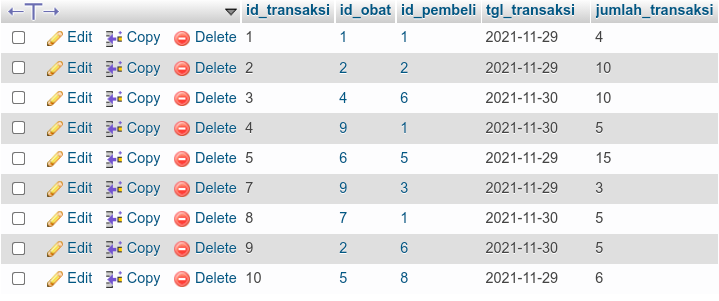 ←T→ id_transaksi id_obat id_pembeli tgl_transaksi jumlah_transaksi
Edit Copy Delete 1 1 1 2021-11-29 4
Edit Copy Delete 2 2 2 2021-11-29 10
Edit Copy Delete 3 4 6 2021-11-30 10
Edit Copy Delete 4 9 1 2021-11-30 5
Edit Copy Delete 5 6 5 2021-11-29 15
Edit Copy Delete 7 9 3 2021-11-29 3
Edit Copy Delete 8 7 1 2021-11-30 5
Edit Copy Delete 9 2 6 2021-11-30 5
Edit Copy Delete 10 5 8 2021-11-29 6